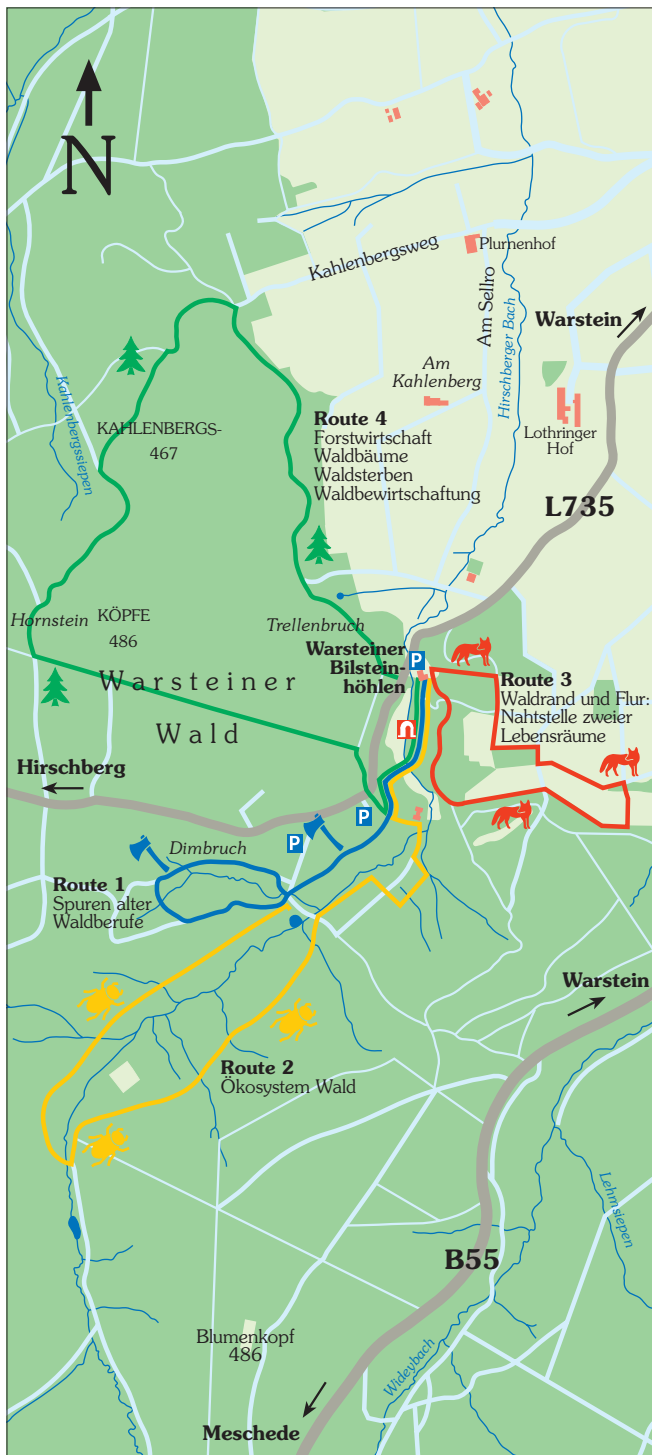 N
Kahlenbergsweg
Plurnenhof
Am Sellro
Hirschberger Bach
Warstein
Am
Kahlenberg
Lothringer
Hof
L735
Kahlenbergssiepen
KAHLENBERGS-
467
Route 4
Forstwirtschaft
Waldbäume
Waldsterben
Waldbewirtschaftung
Hornstein
KÖPFE
486
Trellenbruch
Warsteiner
Bilstein-
höhlen
P
Route 3
Waldrand und Flur:
Nahtstelle zweier
Lebensräume
Warsteiner
Wald
Hirschberg
P
P
Dimbruch
Route 1
Spuren alter
Waldberufe
Warstein
Route 2
Ökosystem Wald
Lehmsiepen
B55
Blumenkopf
486
Wideybach
Meschede